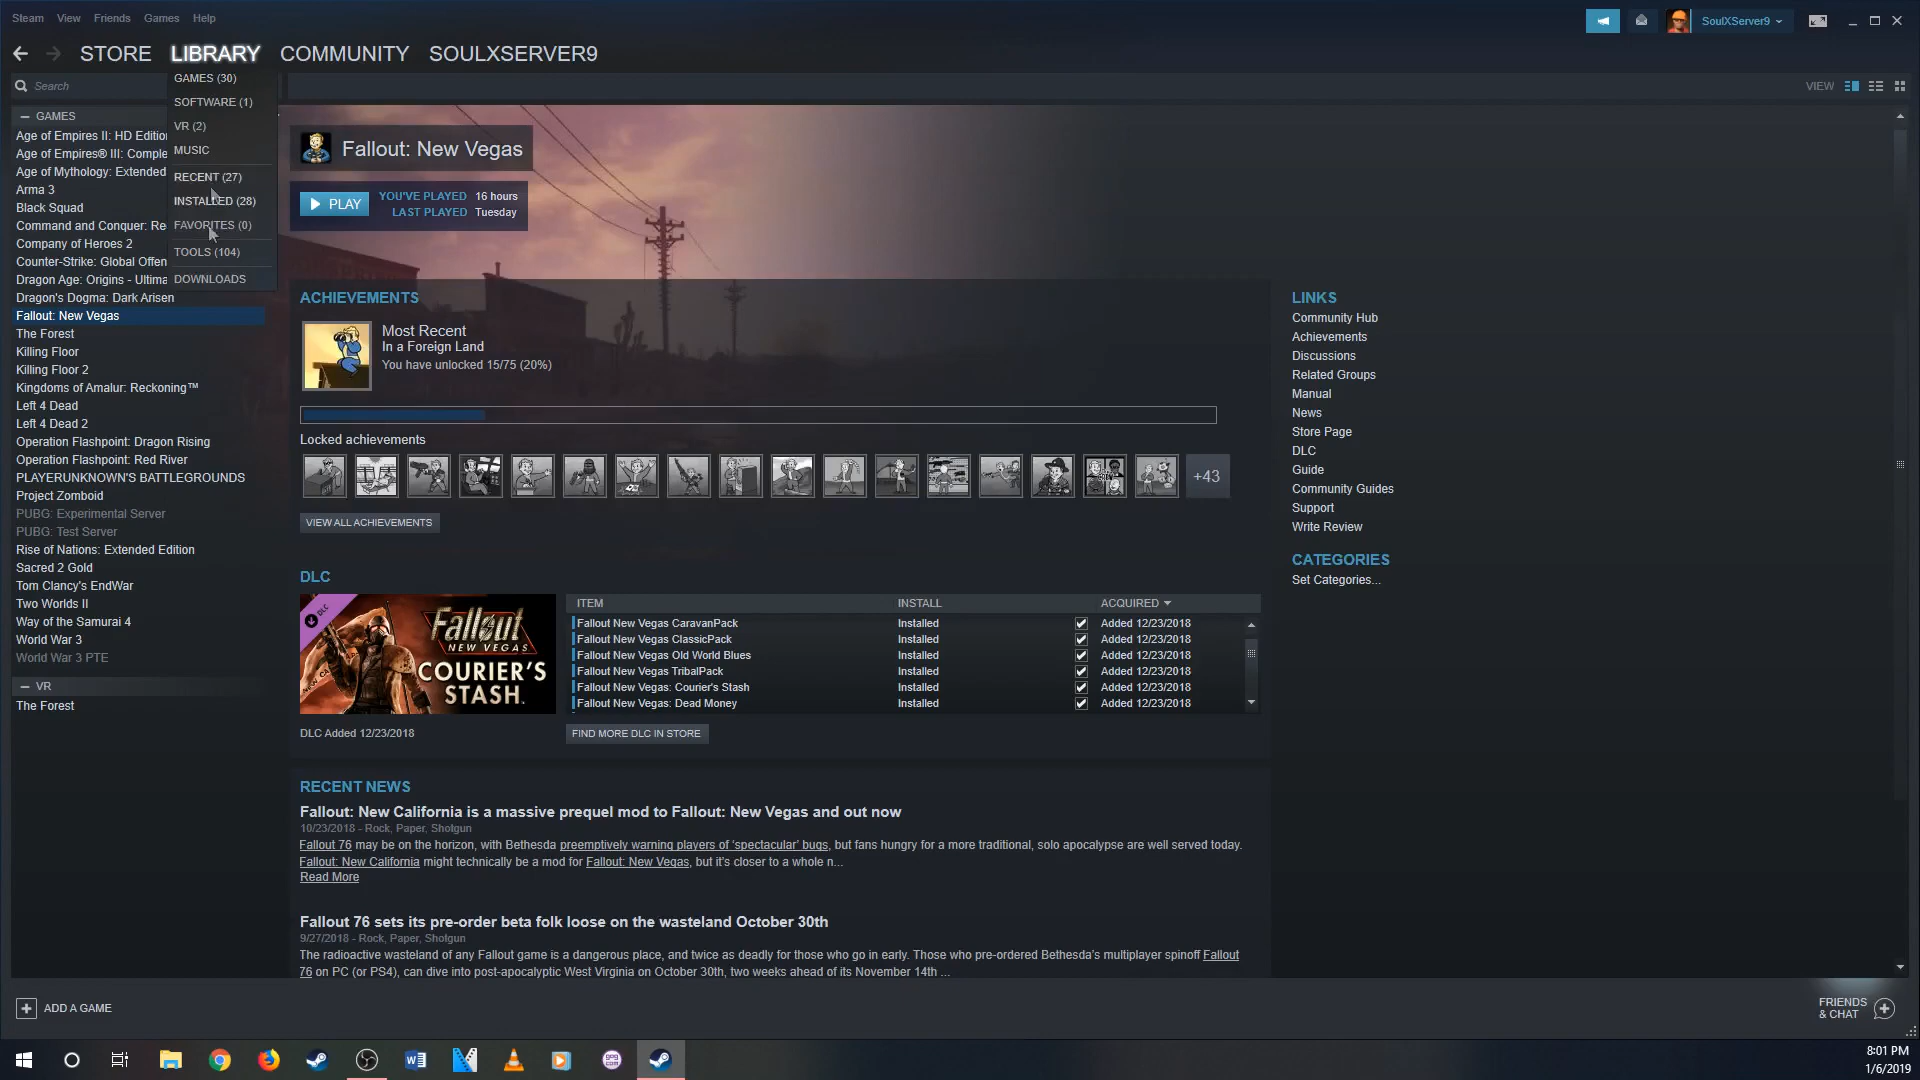 Steam View Friends Games Help
SoulXServer9
STORE LIBRARY COMMUNITY SOULXSERVER9
Search
VIEW
GAMES (30)
SOFTWARE (1)
VR (2)
MUSIC
RECENT (27)
INSTALLED (28)
FAVORITES (0)
TOOLS (104)
DOWNLOADS
GAMES
Age of Empires II: HD Editio
Age of Empires® III: Comple
Age of Mythology: Extended
Arma 3
Black Squad
Command and Conquer: Re
Company of Heroes 2
Counter-Strike: Global Offen
Dragon Age: Origins - Ultima
Dragon's Dogma: Dark Arisen
Fallout: New Vegas
The Forest
Killing Floor
Killing Floor 2
Kingdoms of Amalur: Reckoning™
Left 4 Dead
Left 4 Dead 2
Operation Flashpoint: Dragon Rising
Operation Flashpoint: Red River
PLAYERUNKNOWN'S BATTLEGROUNDS
Project Zomboid
PUBG: Experimental Server
PUBG: Test Server
Rise of Nations: Extended Edition
Sacred 2 Gold
Tom Clancy's EndWar
Two Worlds II
Way of the Samurai 4
World War 3
World War 3 PTE
VR
The Forest
Fallout: New Vegas
PLAY
YOU'VE PLAYED 16 hours
LAST PLAYED Tuesday
ACHIEVEMENTS
Most Recent
In a Foreign Land
You have unlocked 15/75 (20%)
Locked achievements
+43
VIEW ALL ACHIEVEMENTS
DLC
DLC
Fallout
NEW VEGAS
COURIER'S
STASH.
DLC Added 12/23/2018
ITEM INSTALL ACQUIRED
Fallout New Vegas CaravanPack Installed Added 12/23/2018
Fallout New Vegas ClassicPack Installed Added 12/23/2018
Fallout New Vegas Old World Blues Installed Added 12/23/2018
Fallout New Vegas TribalPack Installed Added 12/23/2018
Fallout New Vegas: Courier's Stash Installed Added 12/23/2018
Fallout New Vegas: Dead Money Installed Added 12/23/2018
FIND MORE DLC IN STORE
RECENT NEWS
Fallout: New California is a massive prequel mod to Fallout: New Vegas and out now
10/23/2018 - Rock, Paper, Shotgun
Fallout 76 may be on the horizon, with Bethesda preemptively warning players of ‘spectacular’ bugs, but fans hungry for a more traditional, solo apocalypse are well served today.
Fallout: New California might technically be a mod for Fallout: New Vegas, but it's closer to a whole n...
Read More
Fallout 76 sets its pre-order beta folk loose on the wasteland October 30th
9/27/2018 - Rock, Paper, Shotgun
The radioactive wasteland of any Fallout game is a dangerous place, and twice as deadly for those who go in early. Those who pre-ordered Bethesda's multiplayer spinoff Fallout
76 on PC (or PS4), can dive into post-apocalyptic West Virginia on October 30th, two weeks ahead of its November 14th ...
LINKS
Community Hub
Achievements
Discussions
Related Groups
Manual
News
Store Page
DLC
Guide
Community Guides
Support
Write Review
CATEGORIES
Set Categories...
ADD A GAME
FRIENDS
& CHAT
8:01 PM
1/6/2019